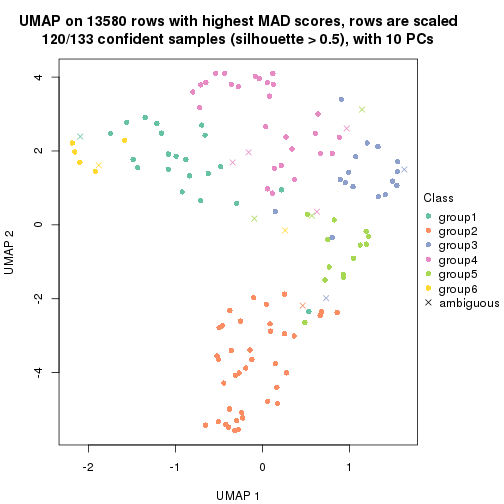 UMAP on 13580 rows with highest MAD scores, rows are scaled
120/133 confident samples (silhouette > 0.5), with 10 PCs
4
2
0
-2
-4
UMAP 2
-2
-1
0
1
UMAP 1
Class
group1
group2
group3
group4
group5
group6
ambiguous